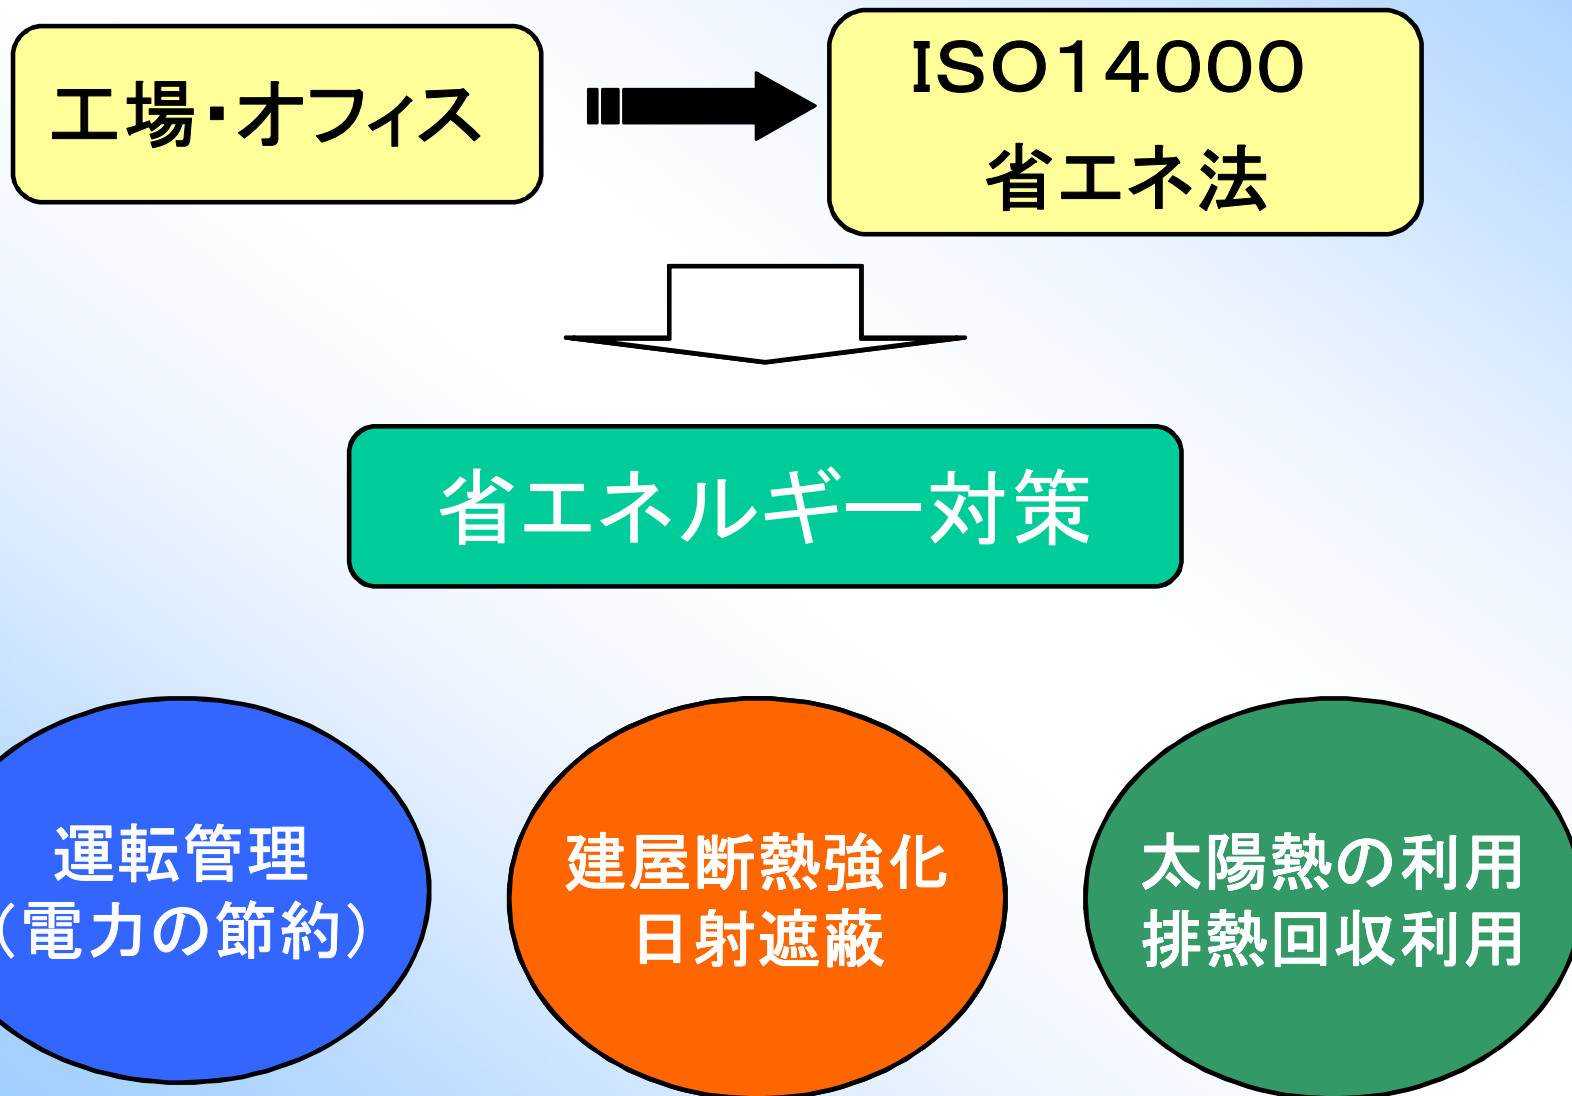 工場・オフィス
ISO14000
省エネ法
省エネルギー対策
運転管理
（電力の節約）
建屋断熱強化
日射遮蔽
太陽熱の利用
排熱回収利用